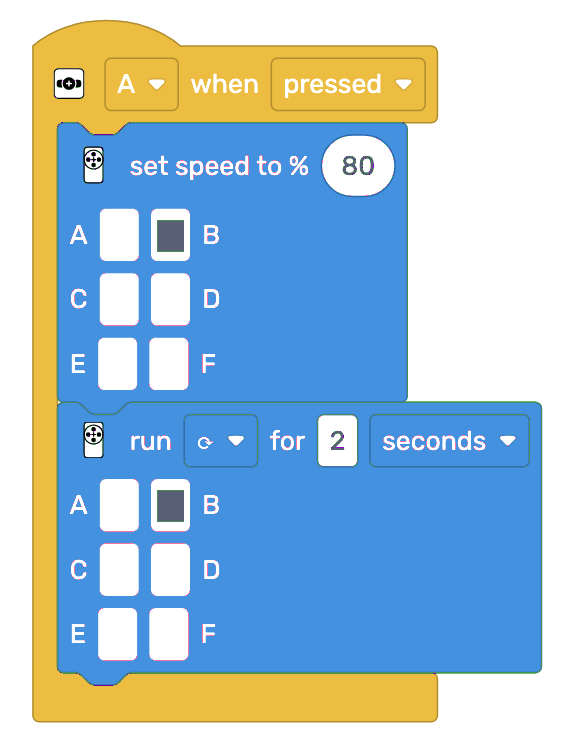 A when pressed
set speed to % 80
A B
C D
E F
run ⟳ for 2 seconds
A B
C D
E F